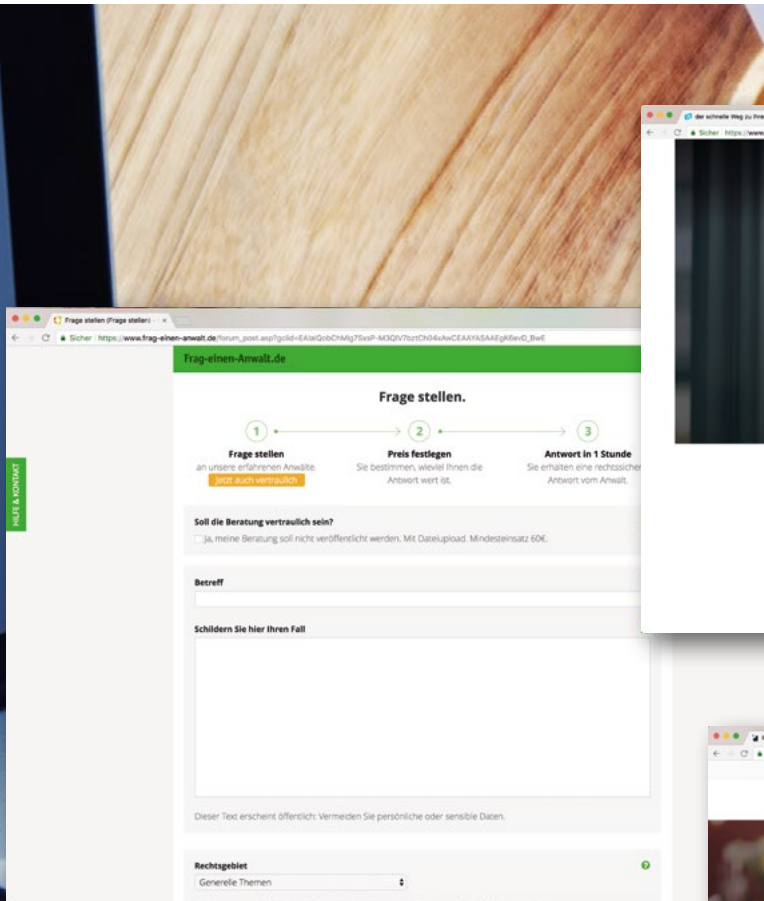 der schnelle Weg zu Ihre
Sicher https://www.
Frage stellen (Frage stellen) -
Sicher https://www.frag-einen-anwalt.de/forum_post.asp?gclid=
Frag-einen-Anwalt.de
Frage stellen.
1 2 3
Frage stellen Preis festlegen Antwort in 1 Stunde
an unsere erfahrenen Anwälte. Sie bestimmen, wieviel Ihnen die Sie erhalten eine rechtssicher
Jetzt auch vertraulich Antwort wert ist. Antwort vom Anwalt.
HILFE & KONTAKT
Soll die Beratung vertraulich sein?
Ja, meine Beratung soll nicht veröffentlicht werden. Mit Dateiupload. Mindesteinsatz 60€.
Betreff
Schildern Sie hier Ihren Fall
Dieser Text erscheint öffentlich: Vermeiden Sie persönliche oder sensible Daten.
Rechtsgebiet
Generelle Themen